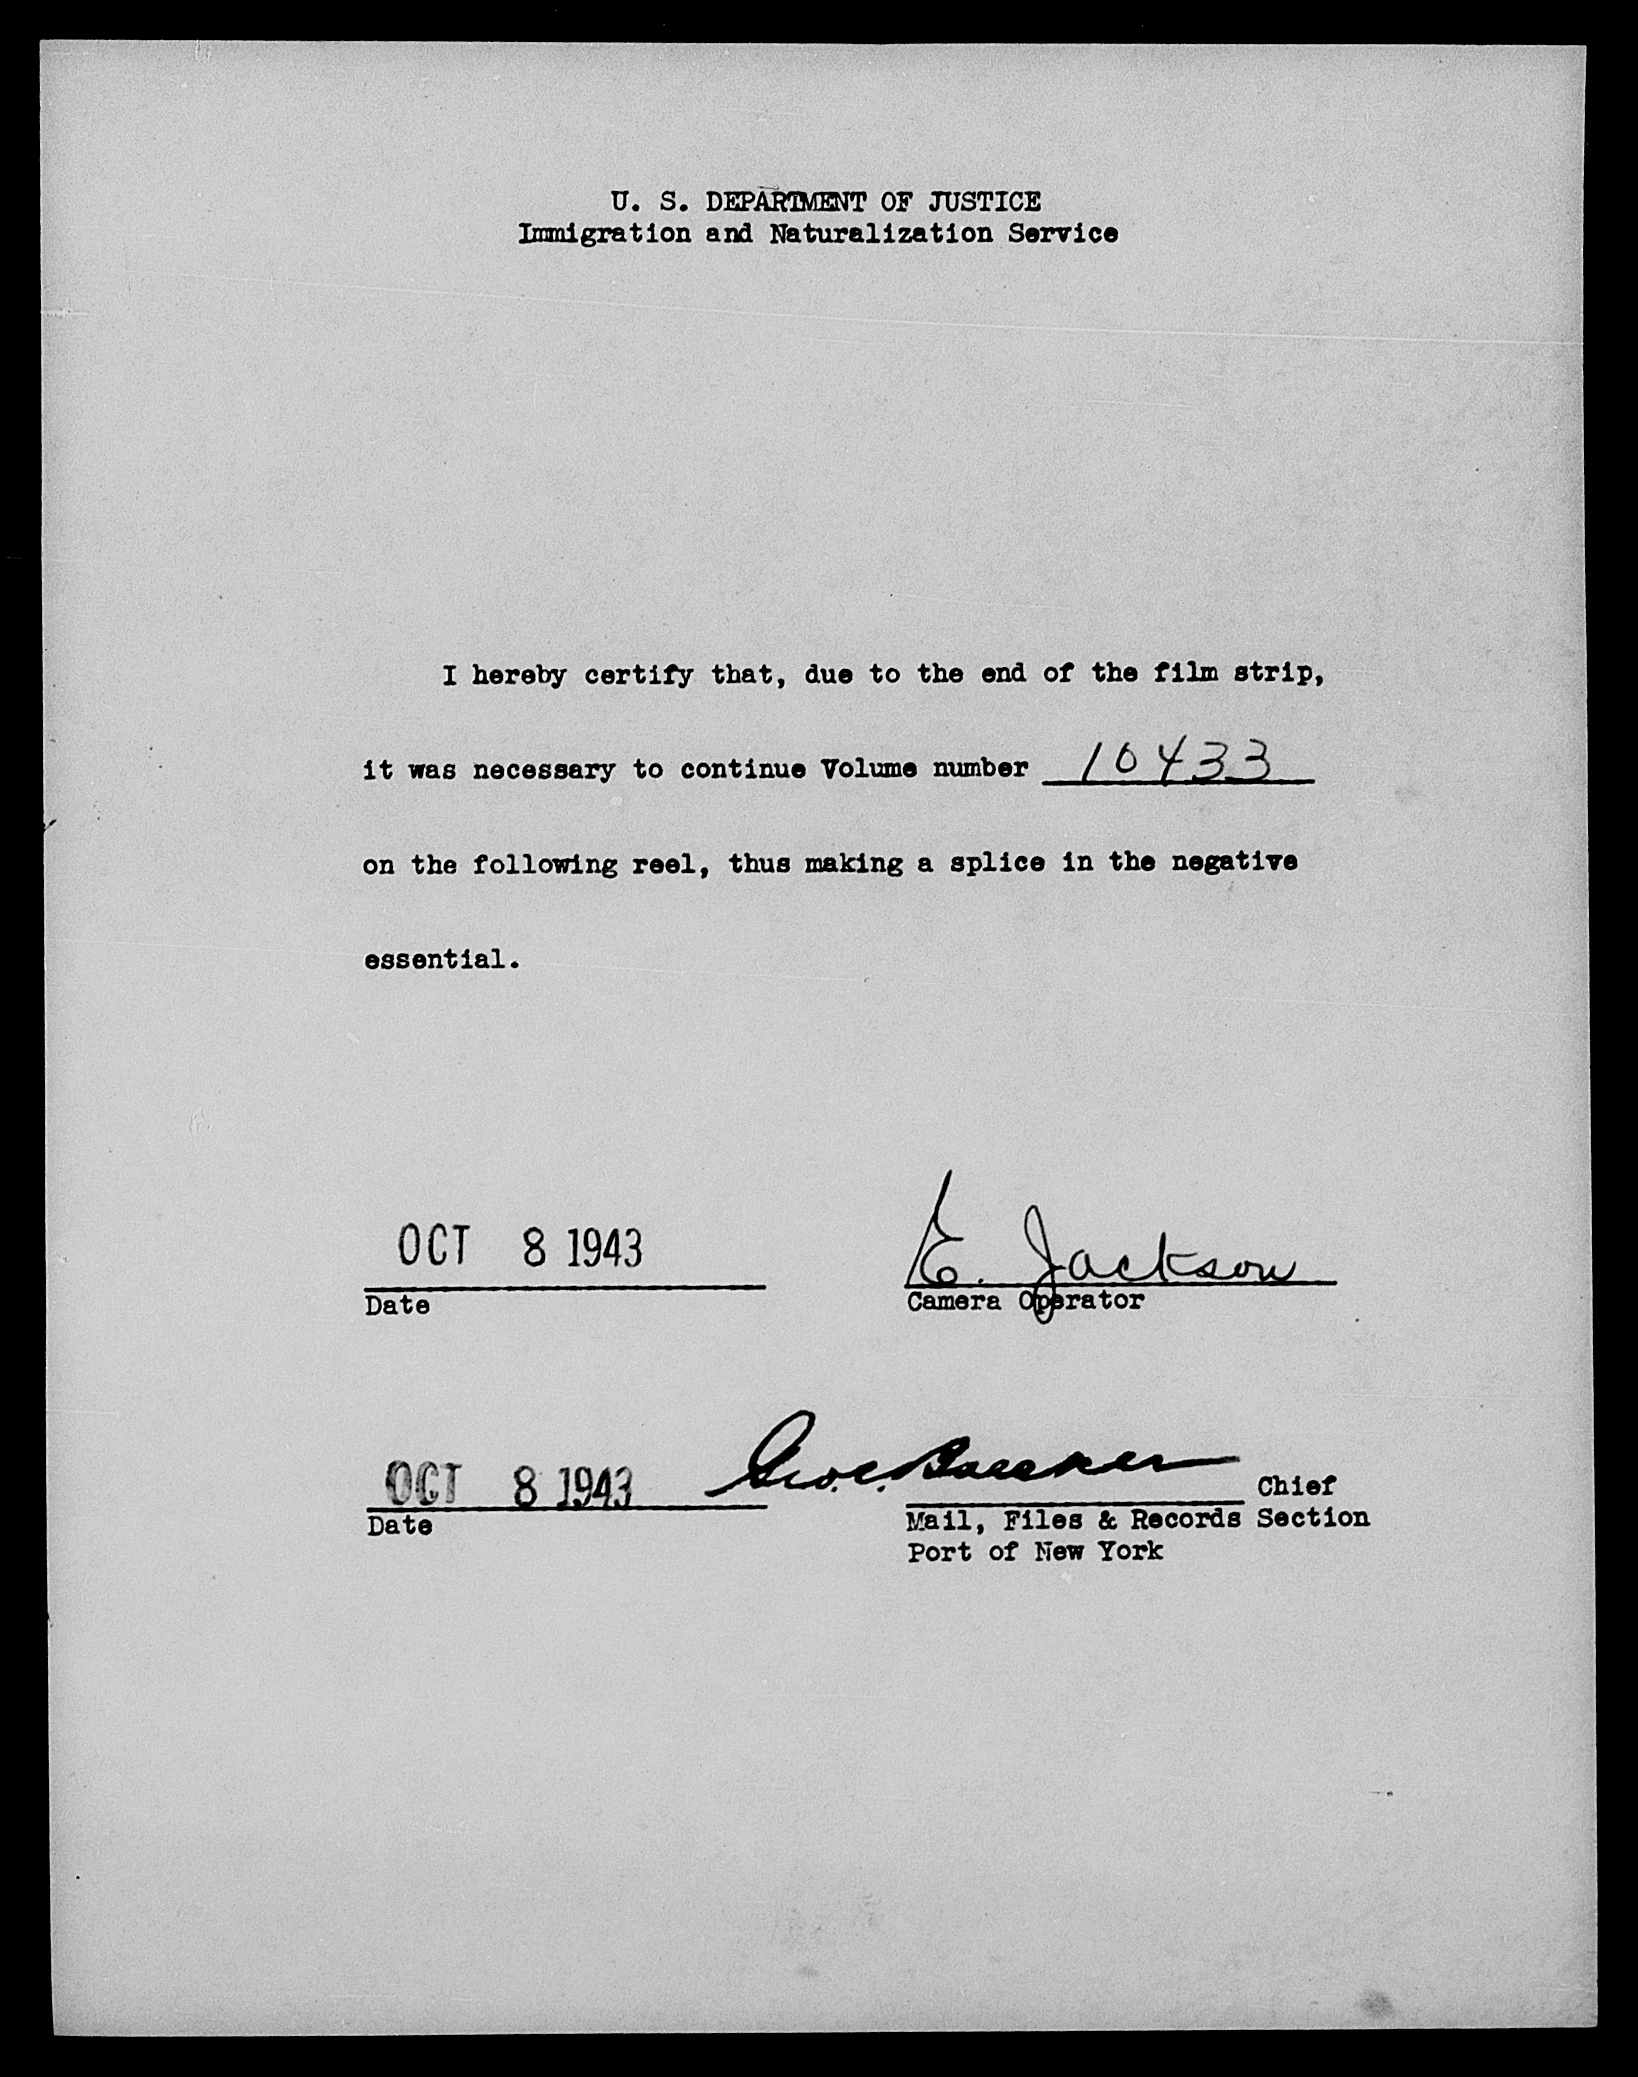 U. S. DEPARTMENT OF JUSTICE
Immigration and Naturalization Service
I hereby certify that, due to the end of the film strip,
it was necessary to continue Volume number 10433
on the following reel, thus making a splice in the negative
essential.
OCT 8 1943 E. Jackson
Date Camera Operator
OCT 8 1943 Geo. C. Chief
Date Mail, Files & Records Section
Port of New York